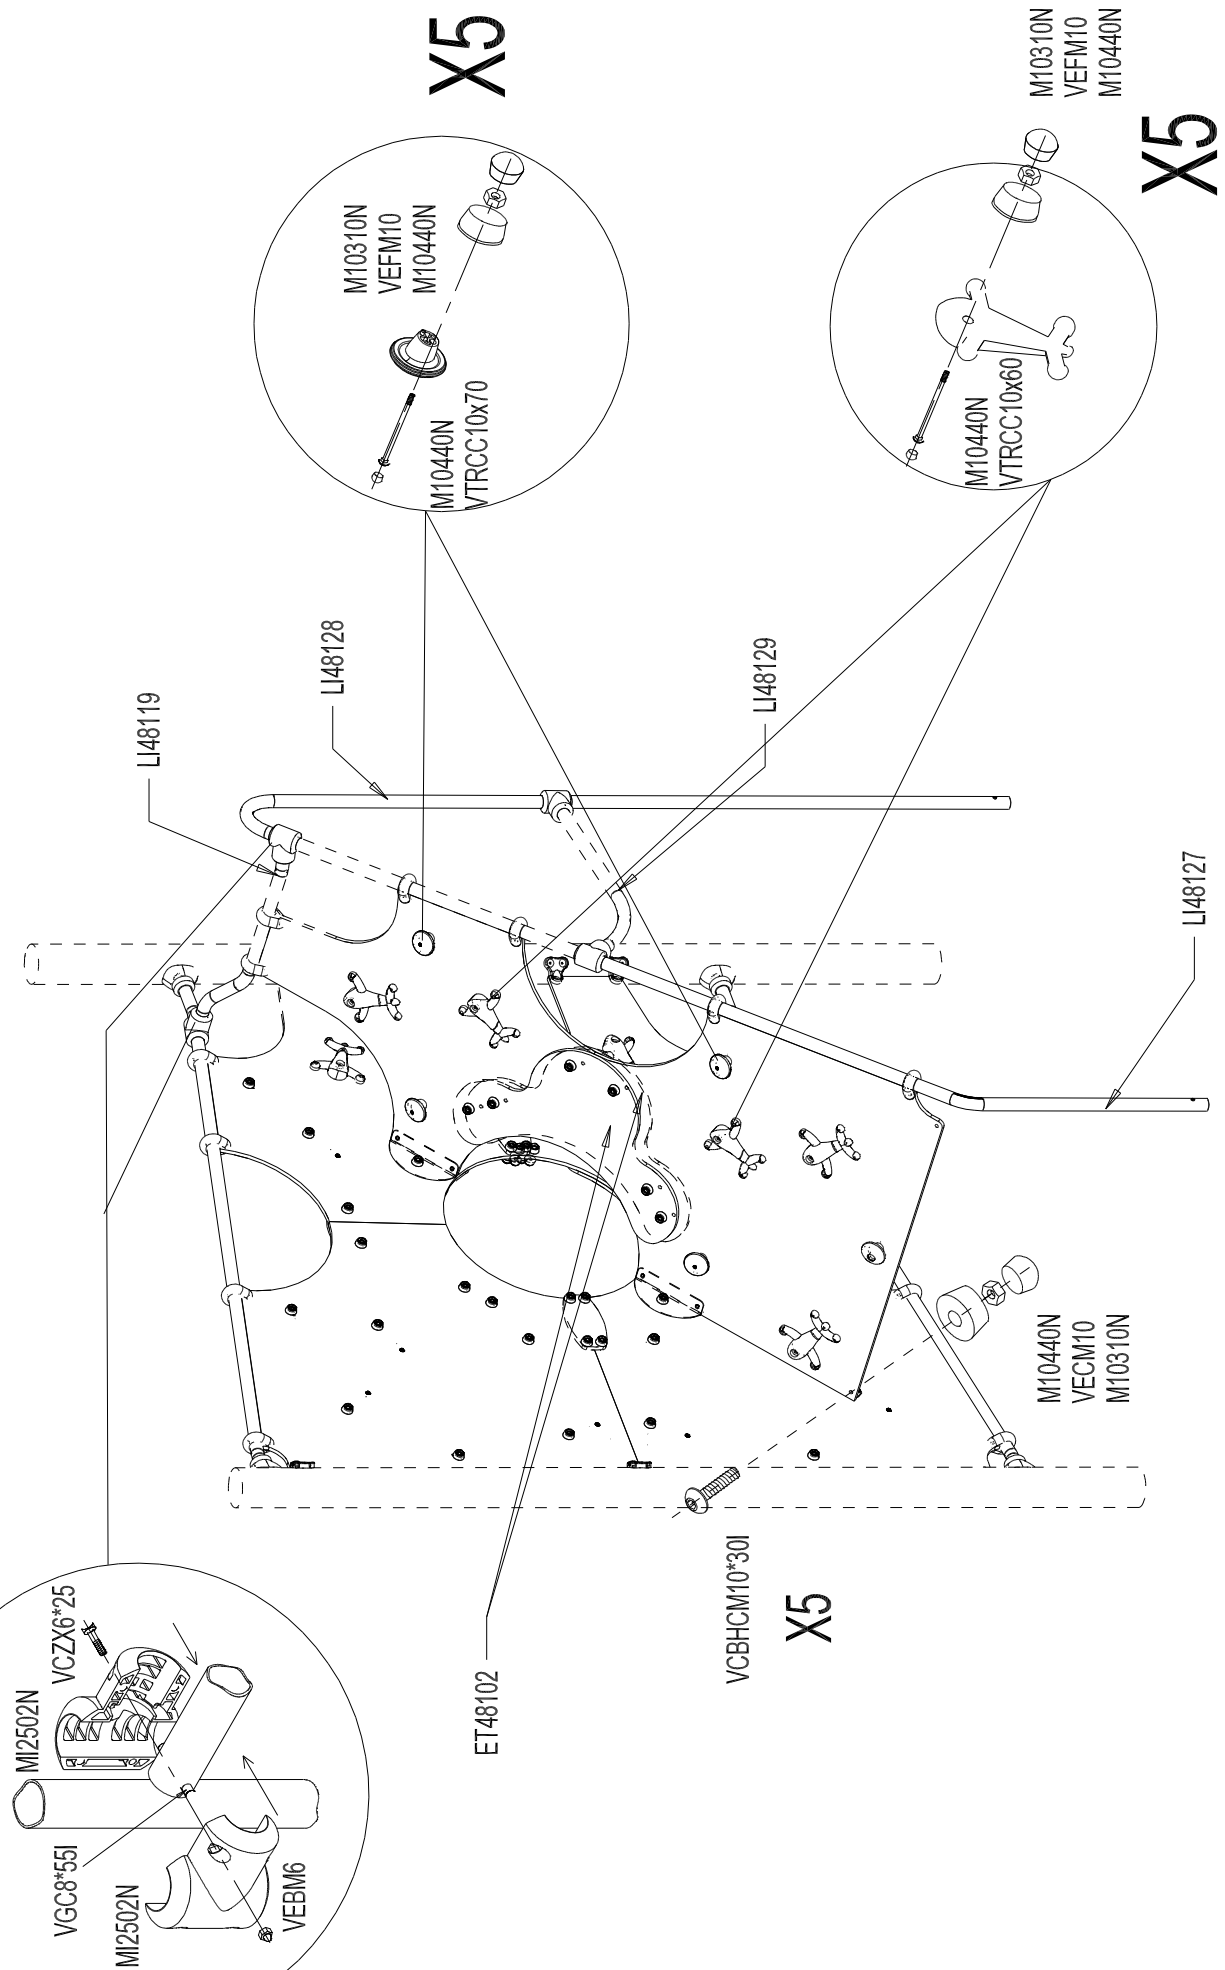 X5
M10310N
VEFM10
M10440N
M10440N
VTRCC10x70
M10310N
VEFM10
M10440N
X5
M10440N
VTRCC10x60
LI48119
LI48128
LI48129
LI48127
MI2502N
VCZX6*25
VGC8*55I
MI2502N
VEBM6
ET48102
VCBHCM10*30I
X5
M10440N
VECM10
M10310N